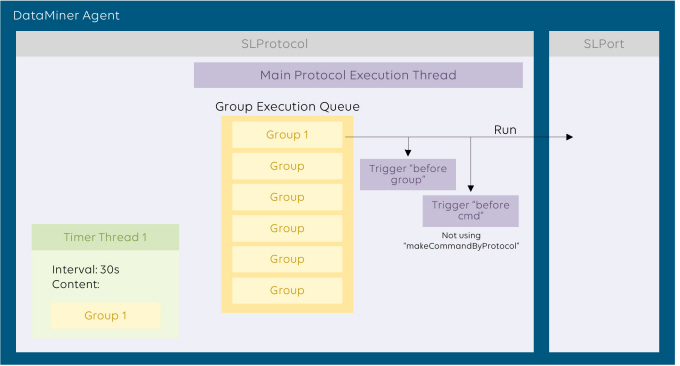 DataMiner Agent
SLProtocol
SLPort
Main Protocol Execution Thread
Group Execution Queue
Group 1
Run
Group
Trigger “before
group”
Group
Trigger “before
cmd”
Group
Not using
“makeCommandByProtocol”
Timer Thread 1
Group
Interval: 30s
Content:
Group
Group 1